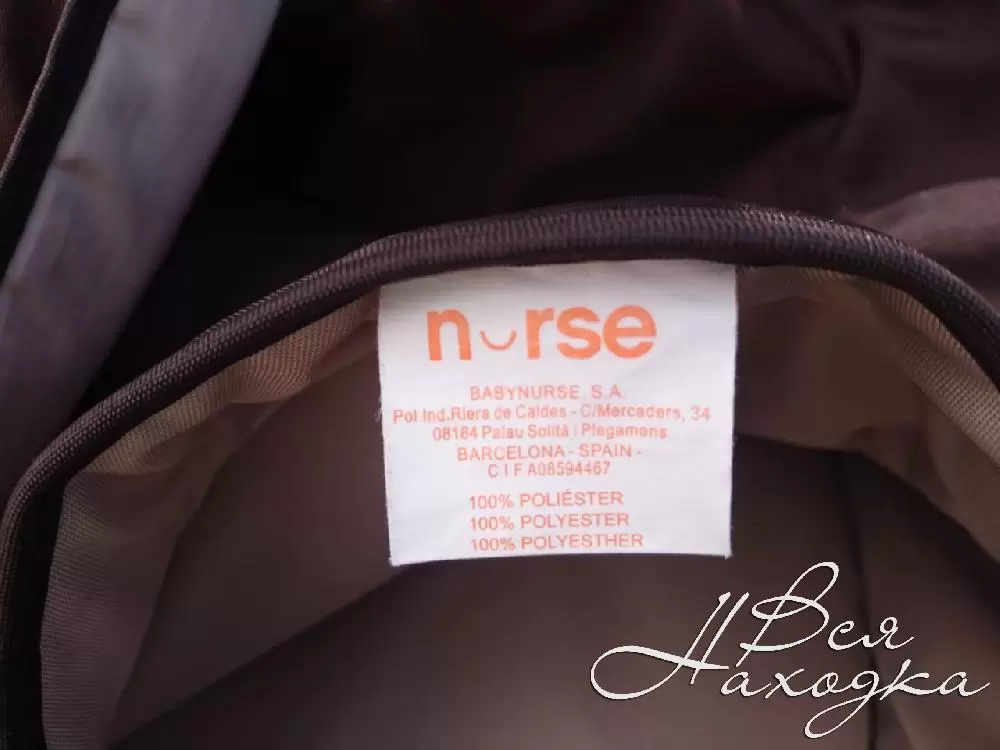 nurse
BABYNURSE, S.A.
Pol.Ind.Riera de Caldes - C/Mercaders, 34
08184 Palau Solità i Plegamans
BARCELONA - SPAIN -
C I F A08594467
100% POLIÉSTER
100% POLYESTER
100% POLYESTHER
Вся
Находка